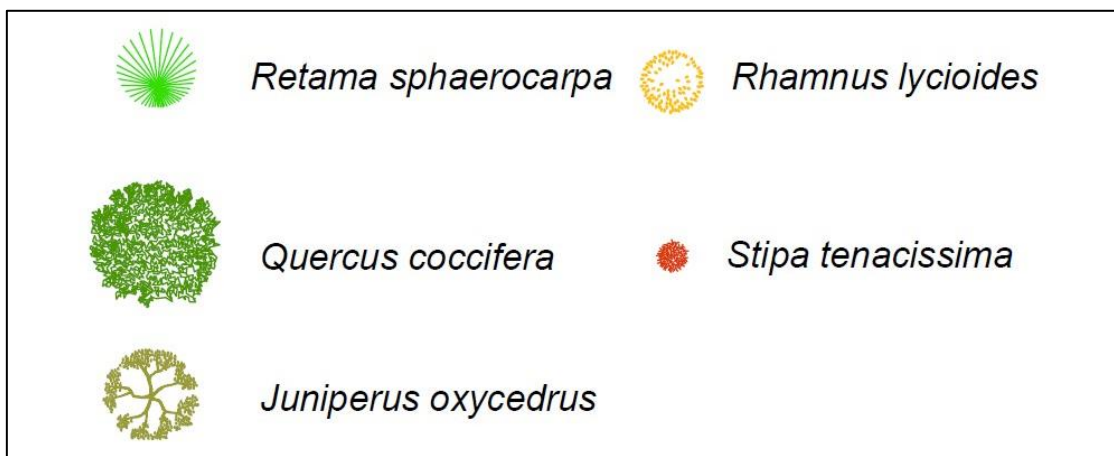 Retama sphaerocarpa
Rhamnus lycioides
Quercus coccifera
Stipa tenacissima
Juniperus oxycedrus